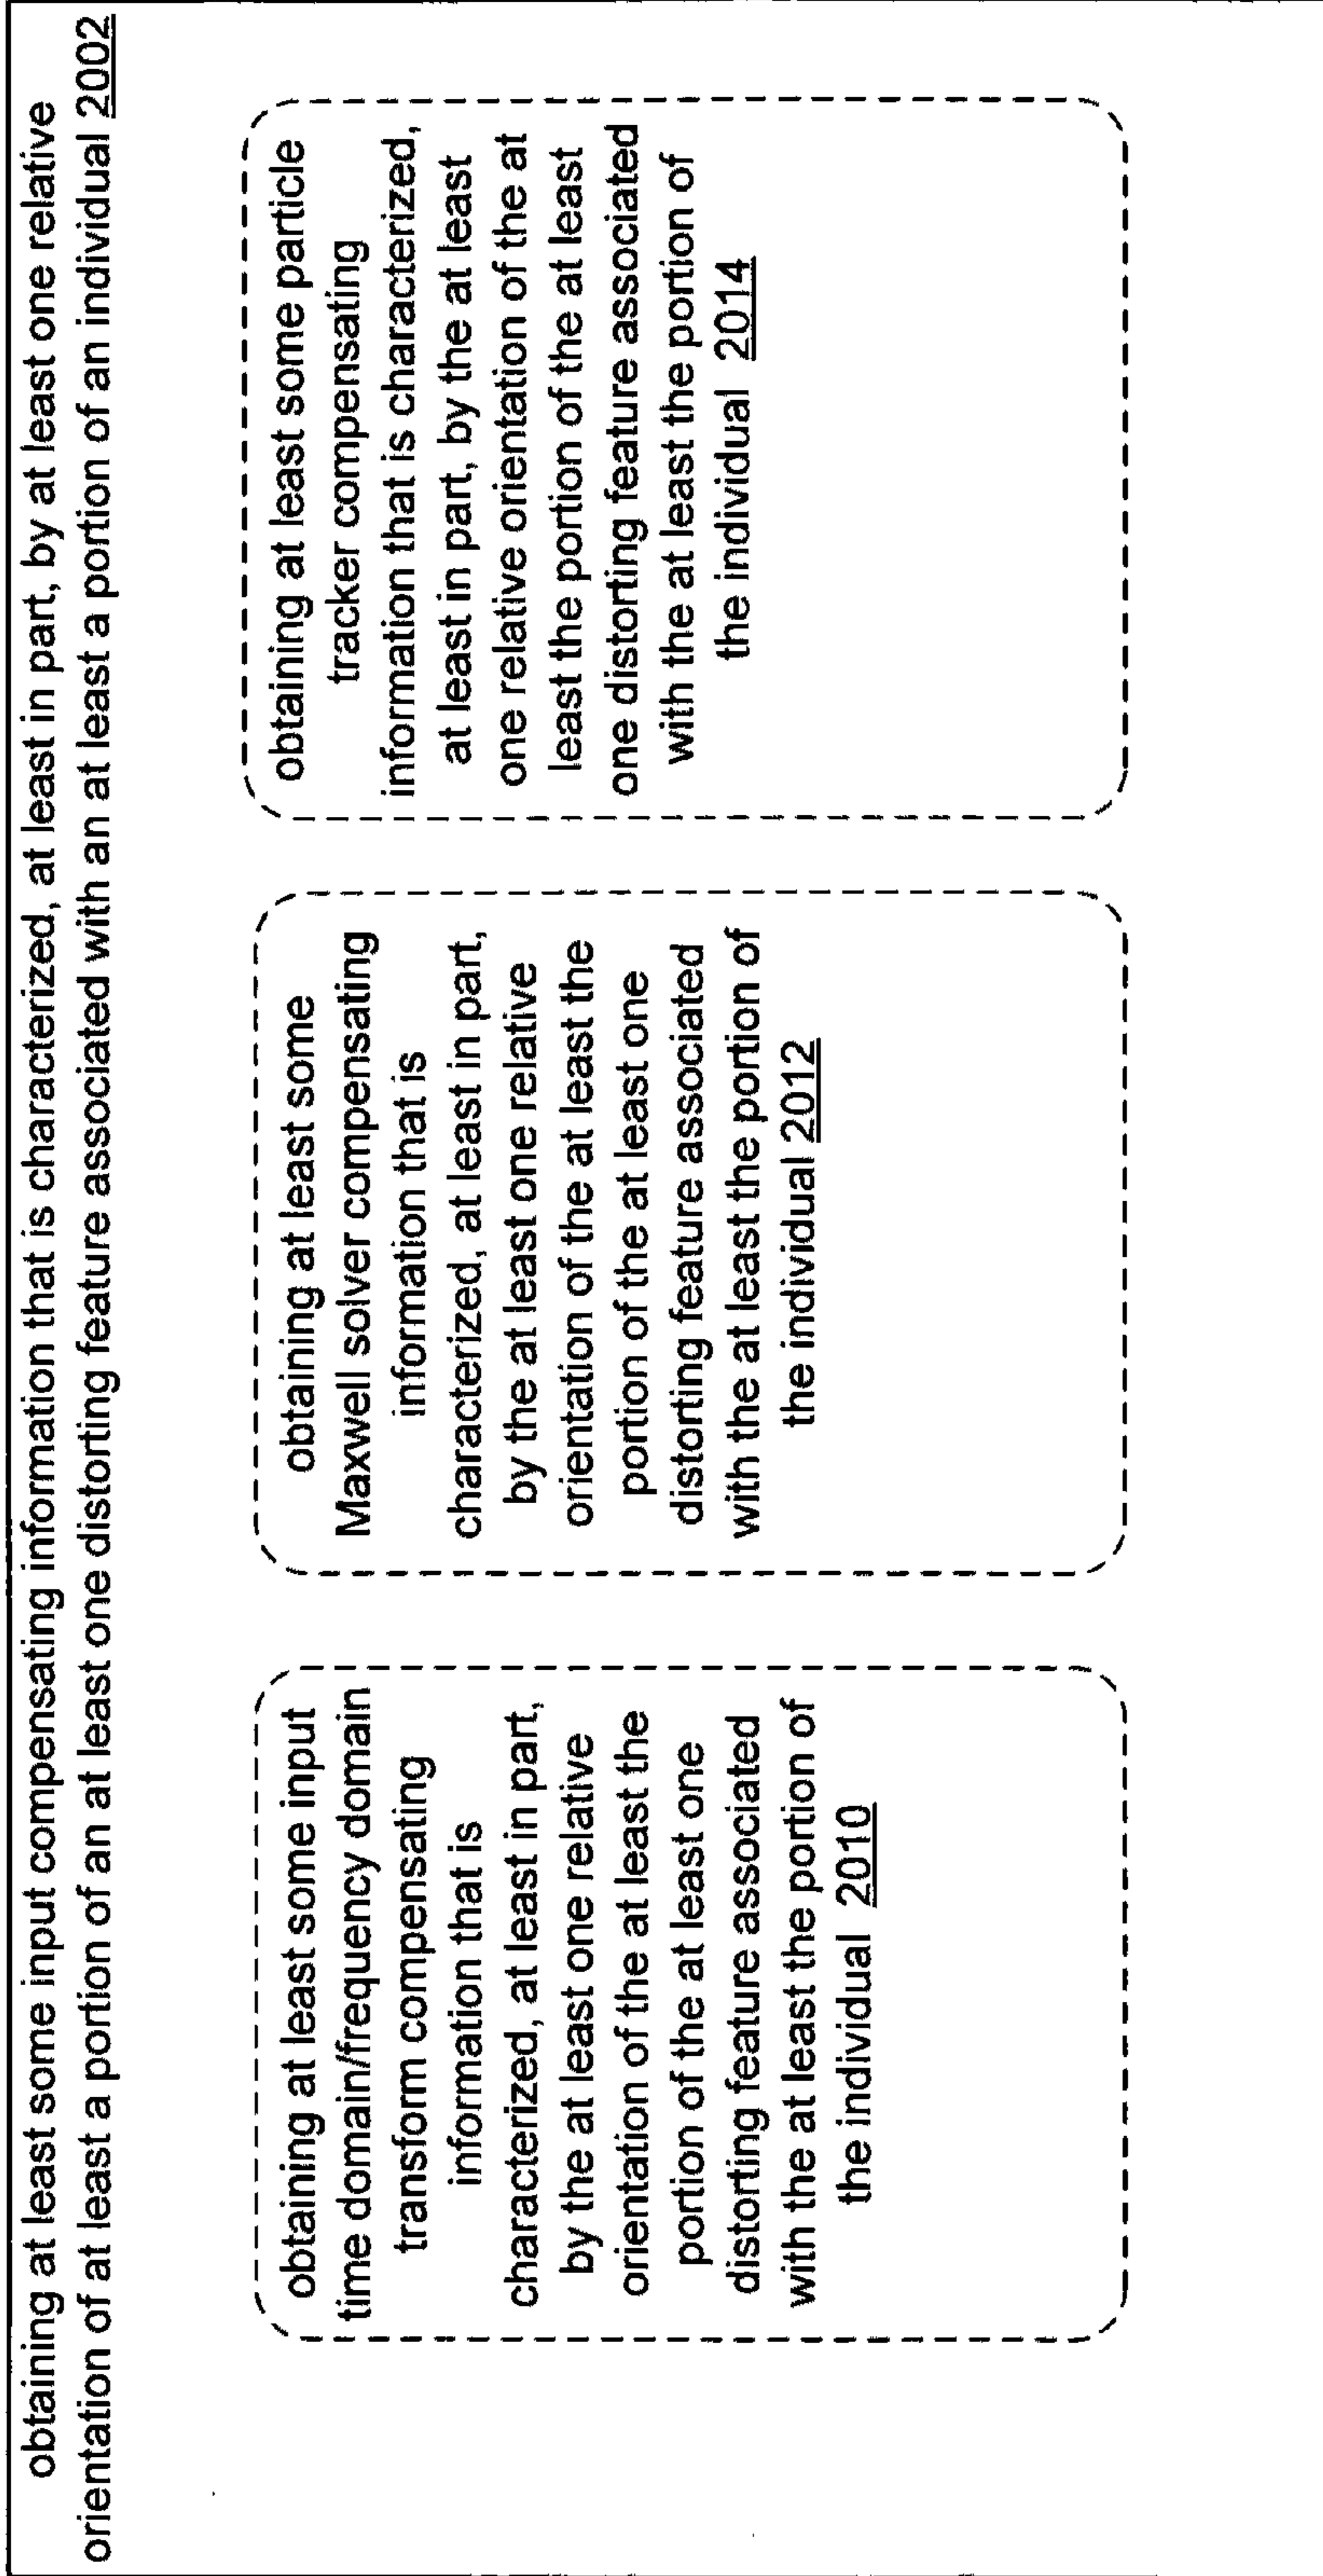 obtaining at least some input compensating information that is characterized, at least in part, by at least one relative
orientation of at least a portion of an at least one distorting feature associated with an at least a portion of an individual 2002
obtaining at least some input
time domain/frequency domain
transform compensating
information that is
characterized, at least in part,
by the at least one relative
orientation of the at least the
portion of the at least one
distorting feature associated
with the at least the portion of
the individual 2010
obtaining at least some
Maxwell solver compensating
information that is
characterized, at least in part,
by the at least one relative
orientation of the at least the
portion of the at least one
distorting feature associated
with the at least the portion of
the individual 2012
obtaining at least some particle
tracker compensating
information that is characterized,
at least in part, by the at least
one relative orientation of the at
least the portion of the at least
one distorting feature associated
with the at least the portion of
the individual 2014